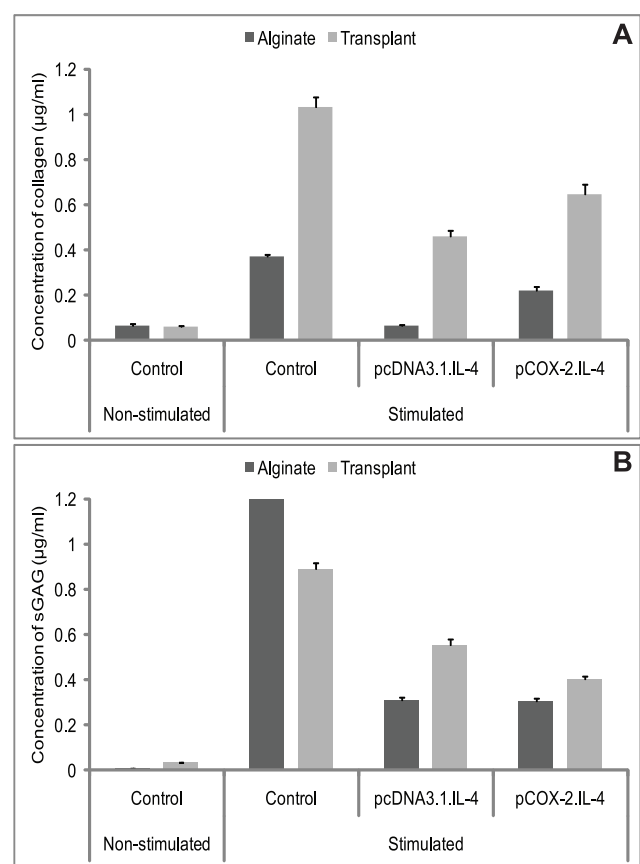 A
Alginate Transplant
Concentration of collagen (µg/ml)
1.2
1
0.8
0.6
0.4
0.2
0
Control Control pcDNA3.1.IL-4 pCOX-2.IL-4
Non-stimulated Stimulated
B
Alginate Transplant
Concentration of sGAG (µg/ml)
1.2
1
0.8
0.6
0.4
0.2
0
Control Control pcDNA3.1.IL-4 pCOX-2.IL-4
Non-stimulated Stimulated